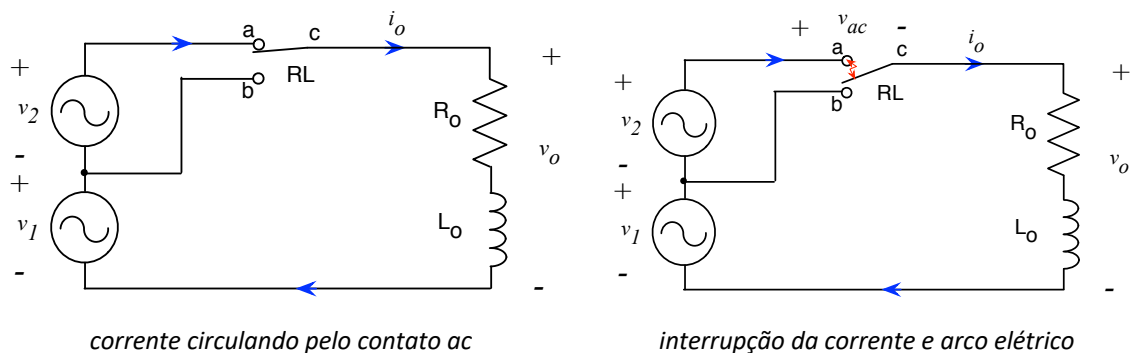 a
c
i_o
+
+
b
RL
v_2
R_o
-
+
v_o
v_1
L_o
-
-
corrente circulando pelo contato ac
+
v_ac
-
a
c
i_o
+
+
b
RL
v_2
R_o
-
+
v_o
v_1
L_o
-
-
interrupção da corrente e arco elétrico